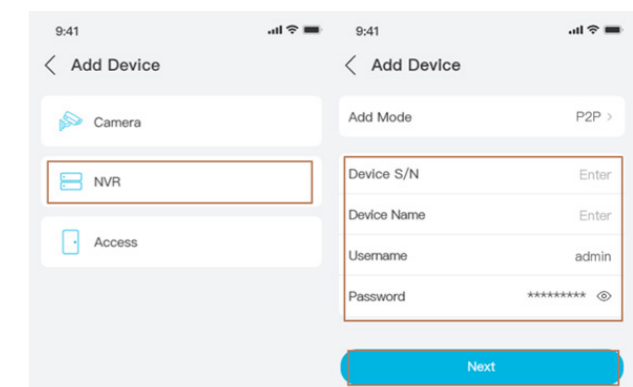 9:41
Add Device
Camera
NVR
Access
9:41
Add Device
Add Mode P2P >
Device S/N Enter
Device Name Enter
Username admin
Password *********
Next